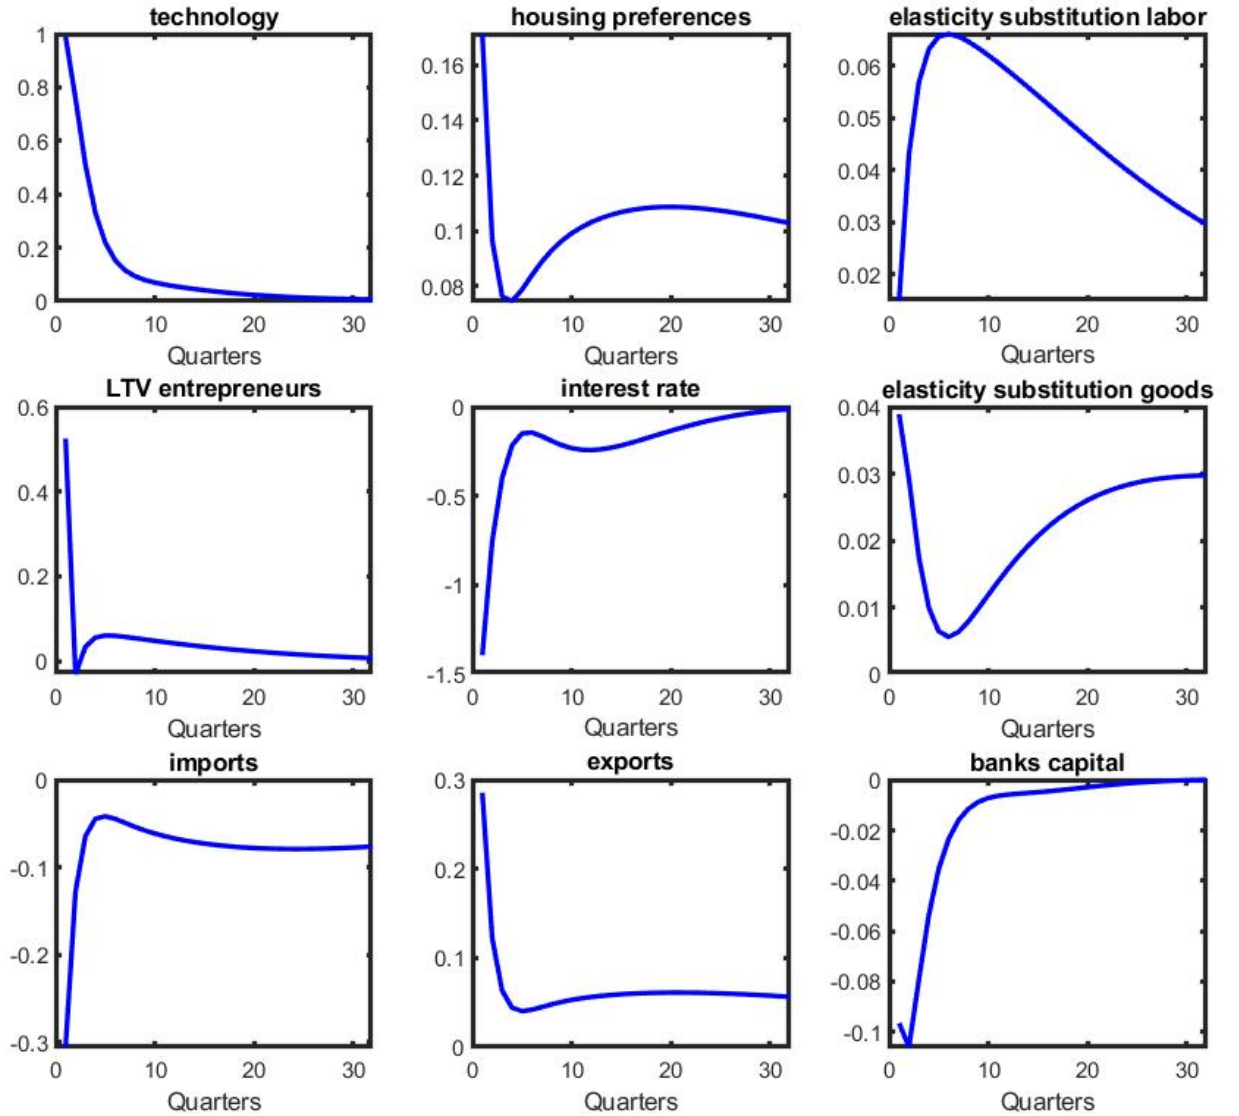 technology
1
0.8
0.6
0.4
0.2
0
0 10 20 30
Quarters
housing preferences
0.16
0.14
0.12
0.1
0.08
0 10 20 30
Quarters
elasticity substitution labor
0.06
0.05
0.04
0.03
0.02
0 10 20 30
Quarters
LTV entrepreneurs
0.6
0.4
0.2
0
0 10 20 30
Quarters
interest rate
0
-0.5
-1
-1.5
0 10 20 30
Quarters
elasticity substitution goods
0.04
0.03
0.02
0.01
0
0 10 20 30
Quarters
imports
0
-0.1
-0.2
-0.3
0 10 20 30
Quarters
exports
0.3
0.2
0.1
0
0 10 20 30
Quarters
banks capital
0
-0.02
-0.04
-0.06
-0.08
-0.1
0 10 20 30
Quarters